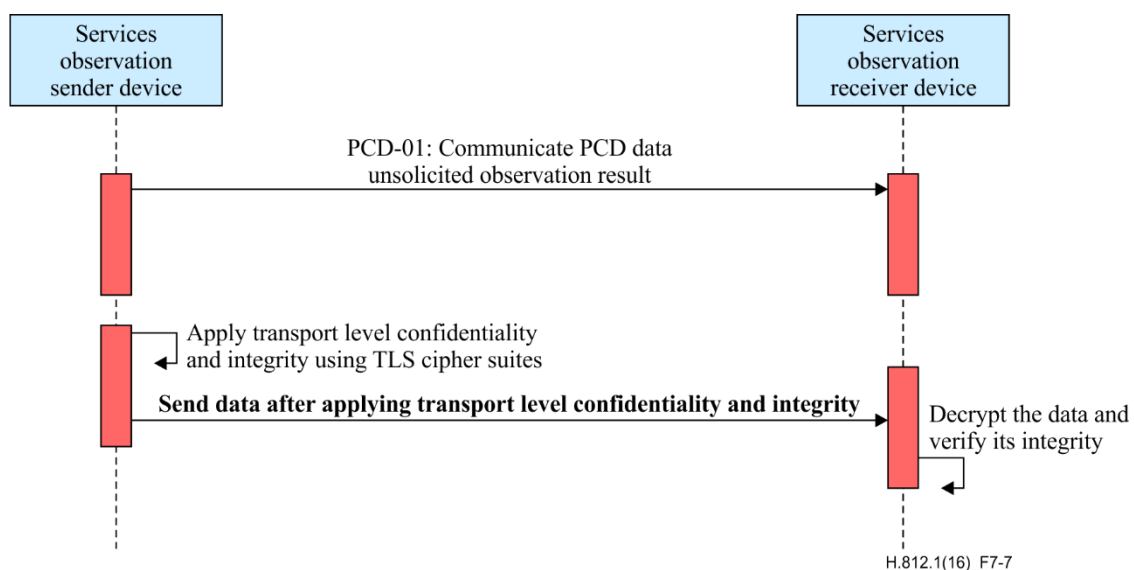 Services
observation
sender device
Services
observation
receiver device
PCD-01: Communicate PCD data
unsolicited observation result
Apply transport level confidentiality
and integrity using TLS cipher suites
Send data after applying transport level confidentiality and integrity
Decrypt the data and
verify its integrity
H.812.1(16)_F7-7